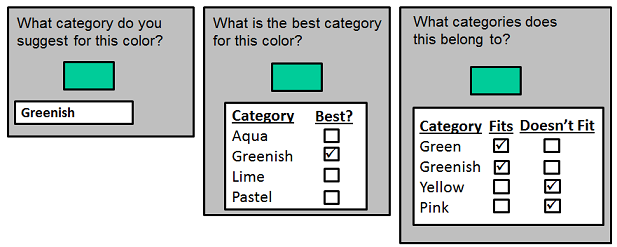 What category do you
suggest for this color?
Greenish
What is the best category
for this color?
Category Best?
Aqua
Greenish
Lime
Pastel
What categories does
this belong to?
Category Fits Doesn't Fit
Green
Greenish
Yellow
Pink